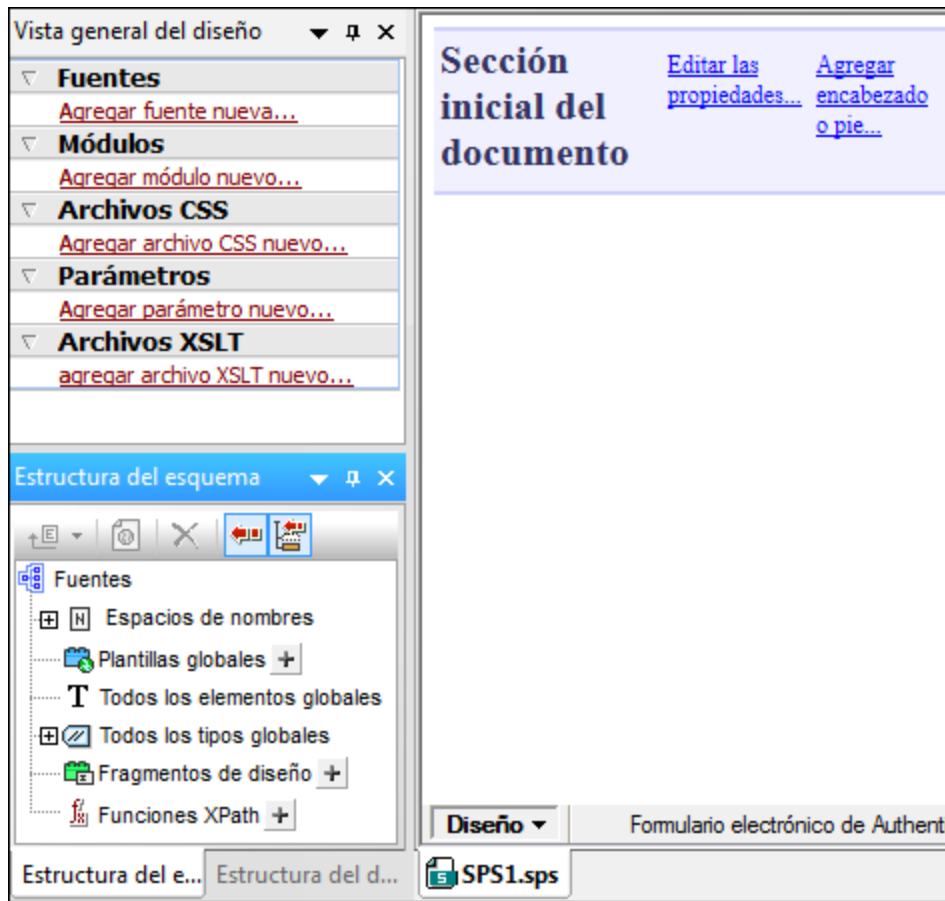 Vista general del diseño
Fuentes
Agregar fuente nueva...
Módulos
Agregar módulo nuevo...
Archivos CSS
Agregar archivo CSS nuevo...
Parámetros
Agregar parámetro nuevo...
Archivos XSLT
agregar archivo XSLT nuevo...
Estructura del esquema
Fuentes
Espacios de nombres
Plantillas globales
Todos los elementos globales
Todos los tipos globales
Fragmentos de diseño
Funciones XPath
Estructura del e...
Estructura del d...
Sección
inicial del
documento
Editar las
propiedades...
Agregar
encabezado
o pie...
Diseño
Formulario electrónico de Authenti
SPS1.sps